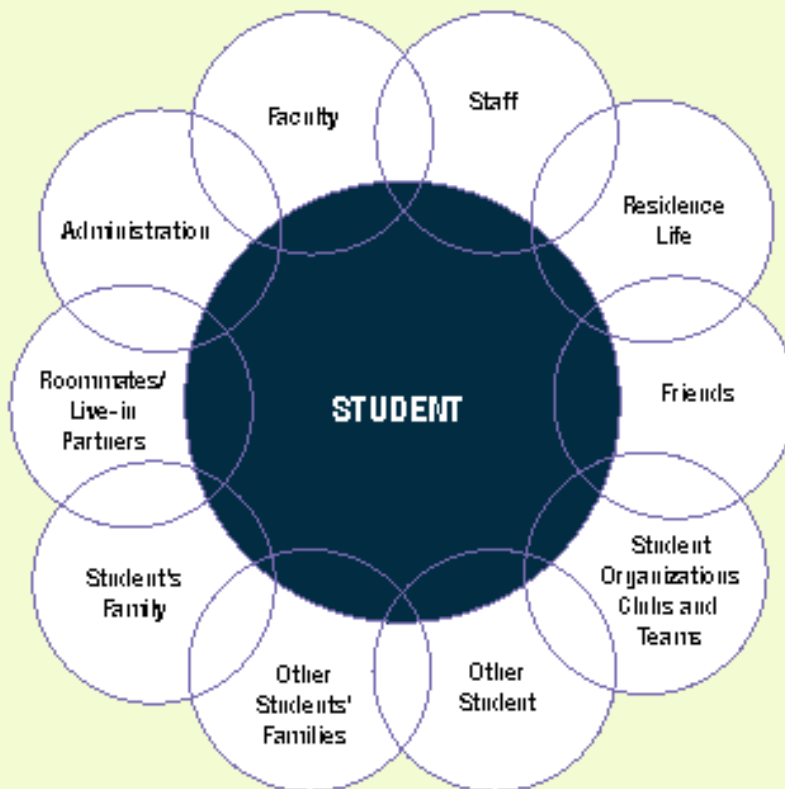 Faculty
Staff
Administration
Residence
Life
Roommates/
Live-in
Partners
STUDENT
Friends
Student's
Family
Student
Organizations
Clubs and
Teams
Other
Students'
Families
Other
Student